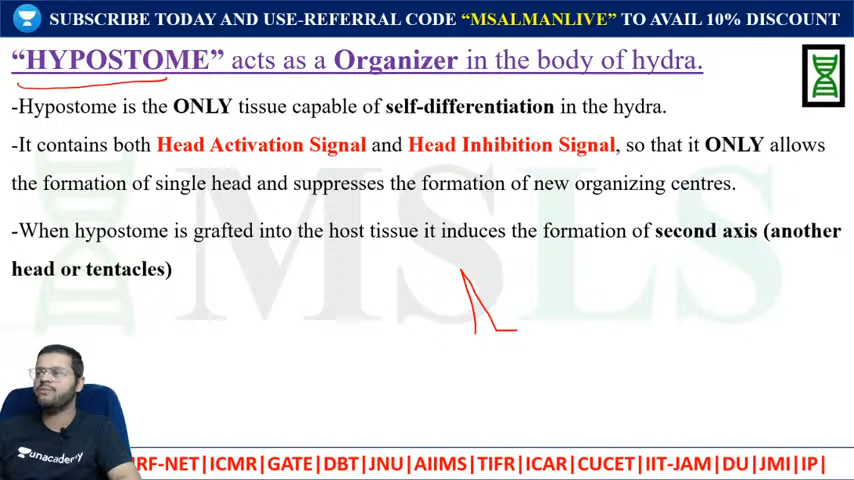 SUBSCRIBE TODAY AND USE-REFERRAL CODE “MSALMANLIVE” TO AVAIL 10% DISCOUNT
“HYPOSTOME” acts as a Organizer in the body of hydra.
-Hypostome is the ONLY tissue capable of self-differentiation in the hydra.
-It contains both Head Activation Signal and Head Inhibition Signal, so that it ONLY allows
the formation of single head and suppresses the formation of new organizing centres.
-When hypostome is grafted into the host tissue it induces the formation of second axis (another
head or tentacles)
MSLS
unacademy
RF-NET|ICMR|GATE|DBT|JNU|AIIMS|TIFR|ICAR|CUCET|IIT-JAM|DU|JMI|IP|